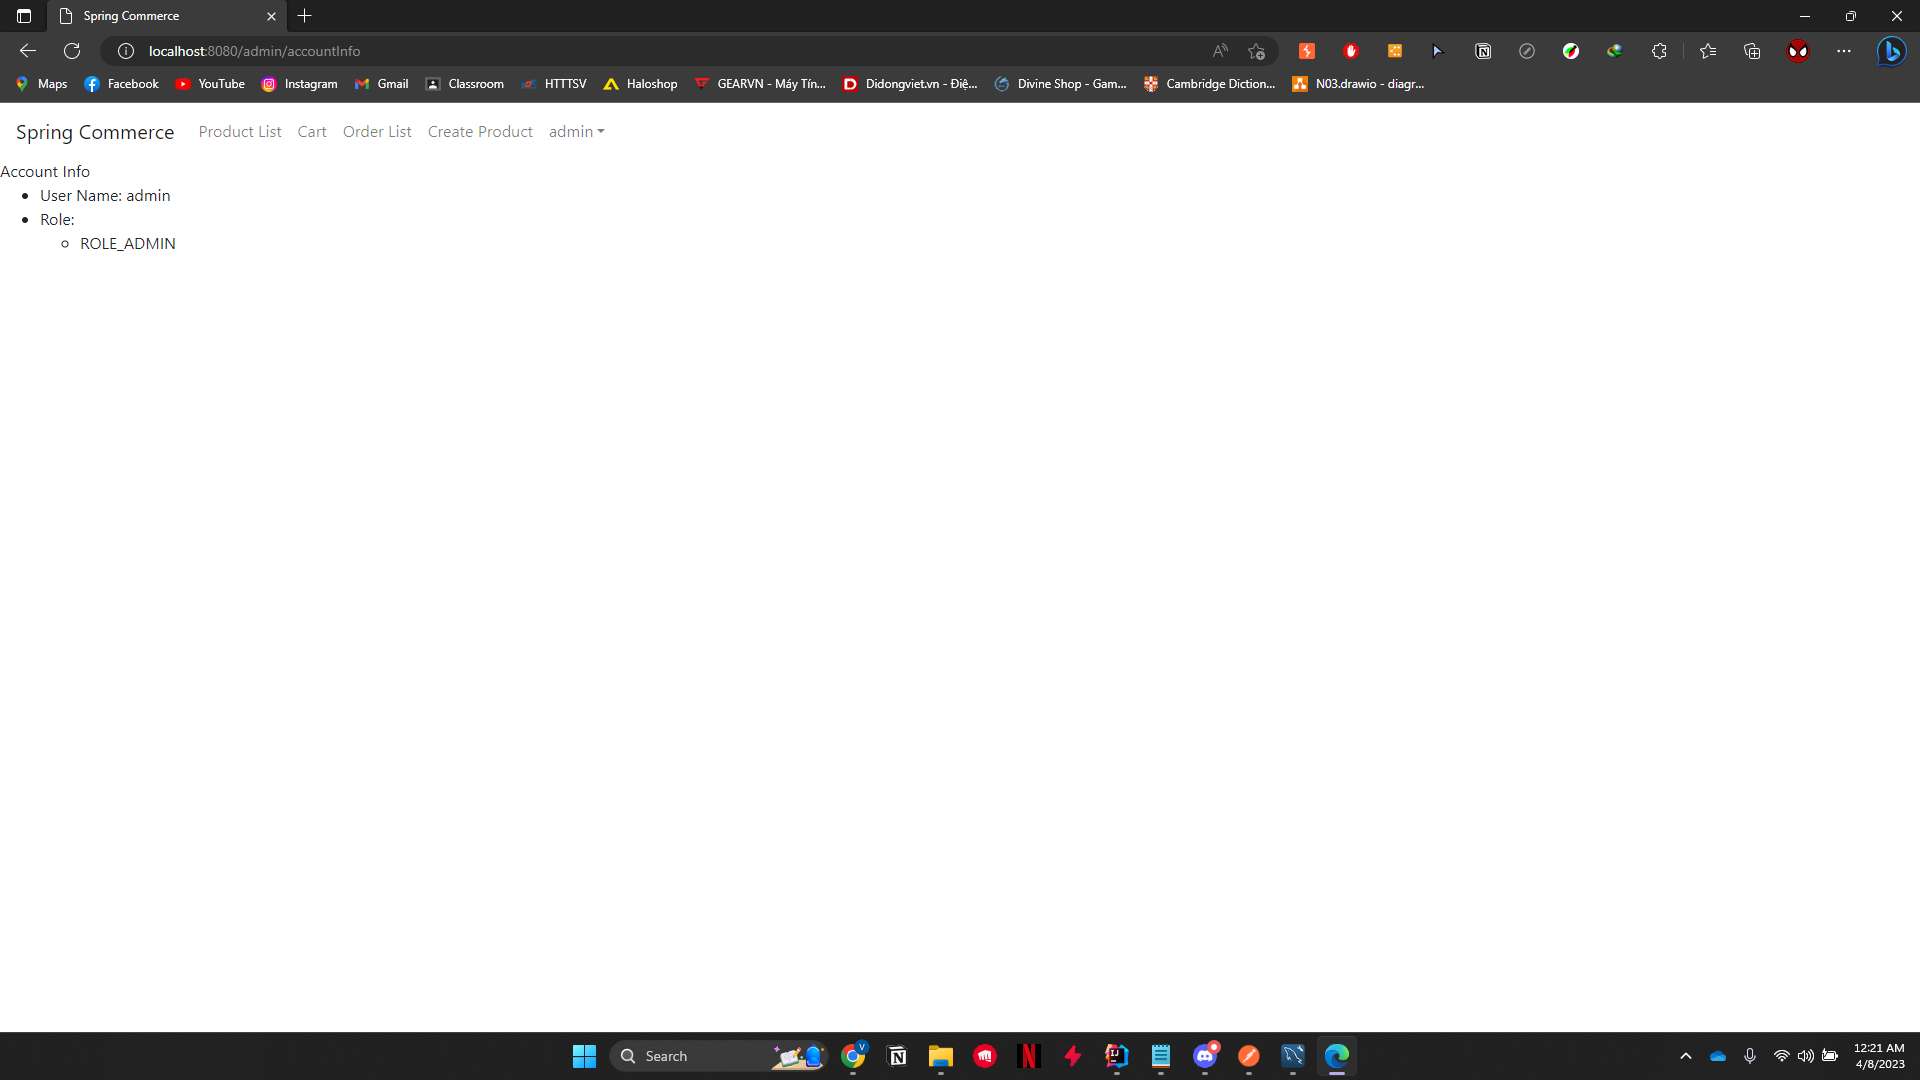 Spring Commerce
localhost:8080/admin/accountInfo
Maps Facebook YouTube Instagram Gmail Classroom HTTTSV Haloshop GEARVN - Máy Tín... Didongviet.vn - Điệ... Divine Shop - Gam... Cambridge Diction... N03.drawio - diagr...
Spring Commerce Product List Cart Order List Create Product admin
Account Info
User Name: admin
Role:
ROLE_ADMIN
Search
12:21 AM
4/8/2023